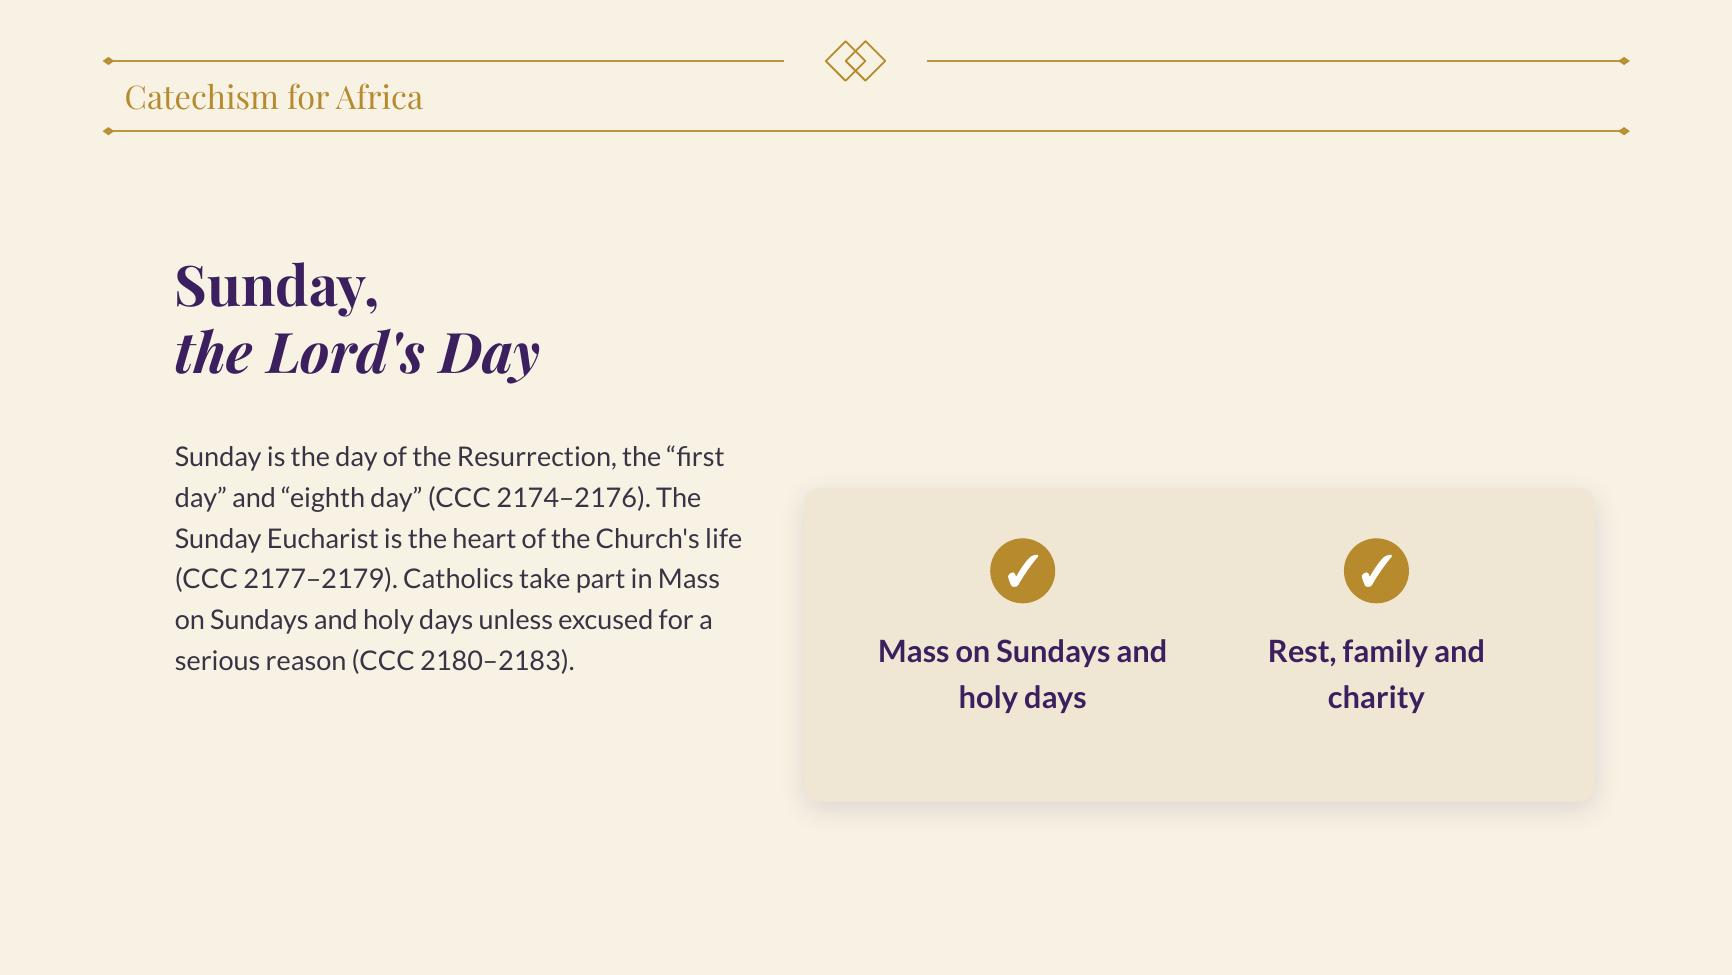 Catechism for Africa
Sunday,
the Lord's Day
Sunday is the day of the Resurrection, the “first
day” and “eighth day” (CCC 2174–2176). The
Sunday Eucharist is the heart of the Church's life
(CCC 2177–2179). Catholics take part in Mass
on Sundays and holy days unless excused for a
serious reason (CCC 2180–2183).
Mass on Sundays and
holy days
Rest, family and
charity